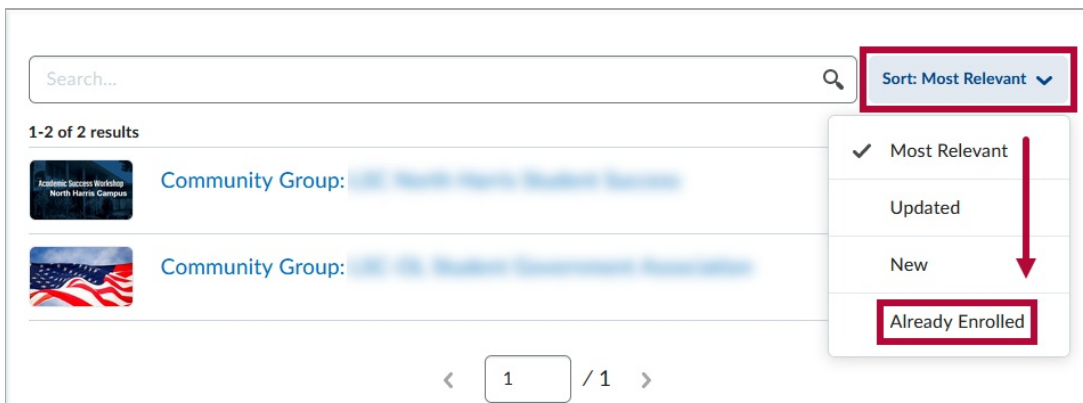 Search...
Sort: Most Relevant
1-2 of 2 results
Most Relevant
Academic Success Workshop
North Harris Campus
Community Group:
Updated
New
Community Group:
Already Enrolled
1 / 1